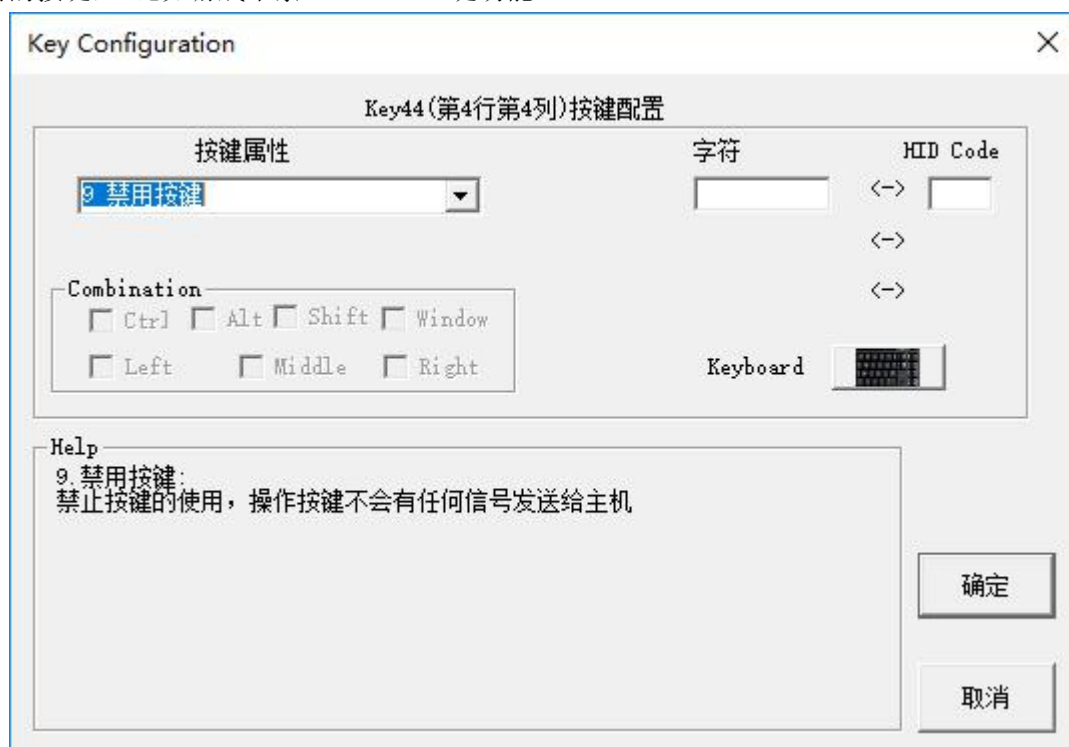 Key Configuration
Key44(第4行第4列)按键配置
按键属性 字符 HID Code
9 禁用按键 <->
<->
Combination <->
Ctrl Alt Shift Window
Left Middle Right Keyboard
Help
9.禁用按键:
禁止按键的使用，操作按键不会有任何信号发送给主机
确定
取消